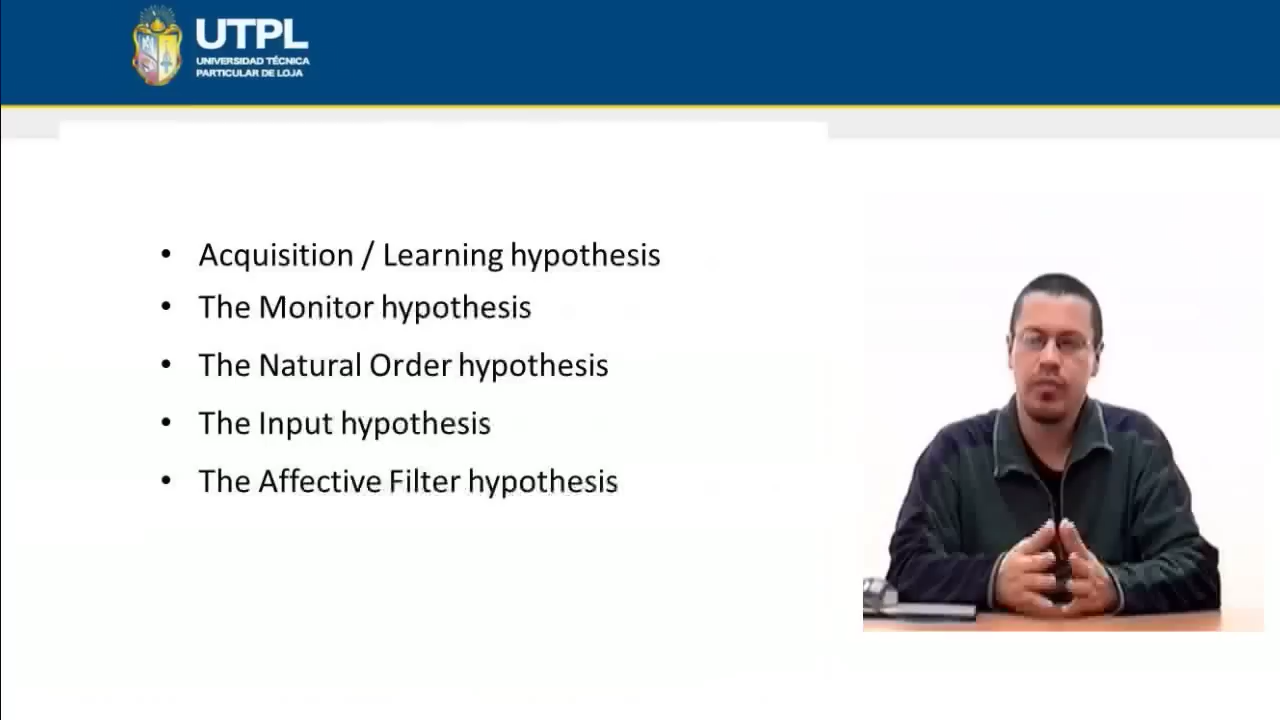 UTPL
UNIVERSIDAD TÉCNICA
PARTICULAR DE LOJA
• Acquisition / Learning hypothesis
• The Monitor hypothesis
• The Natural Order hypothesis
• The Input hypothesis
• The Affective Filter hypothesis